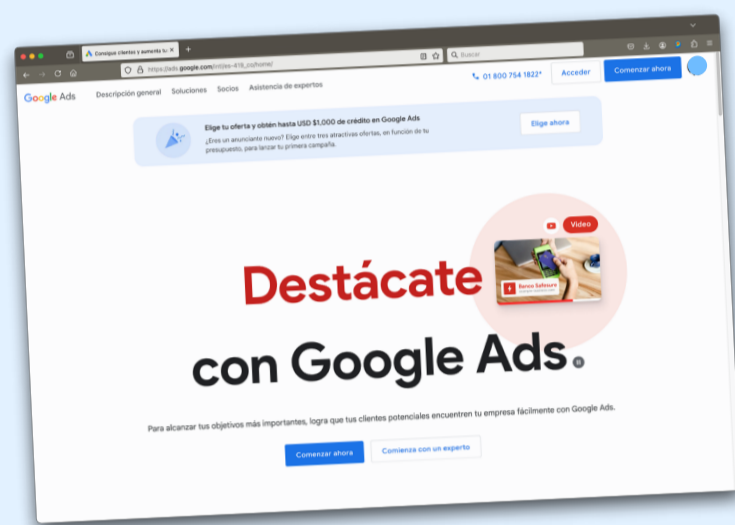 Consigue clientes y aumenta tu
https://ads.google.com/intl/es-419_co/home/
Buscar
Google Ads
Descripción general
Soluciones
Socios
Asistencia de expertos
01 800 754 1822*
Acceder
Comenzar ahora
Elige tu oferta y obtén hasta USD $1,000 de crédito en Google Ads
¿Eres un anunciante nuevo? Elige entre tres atractivas ofertas, en función de tu
presupuesto, para lanzar tu primera campaña.
Elige ahora
Video
Destácate
con Google Ads.
Para alcanzar tus objetivos más importantes, logra que tus clientes potenciales encuentren tu empresa fácilmente con Google Ads.
Comenzar ahora
Comienza con un experto